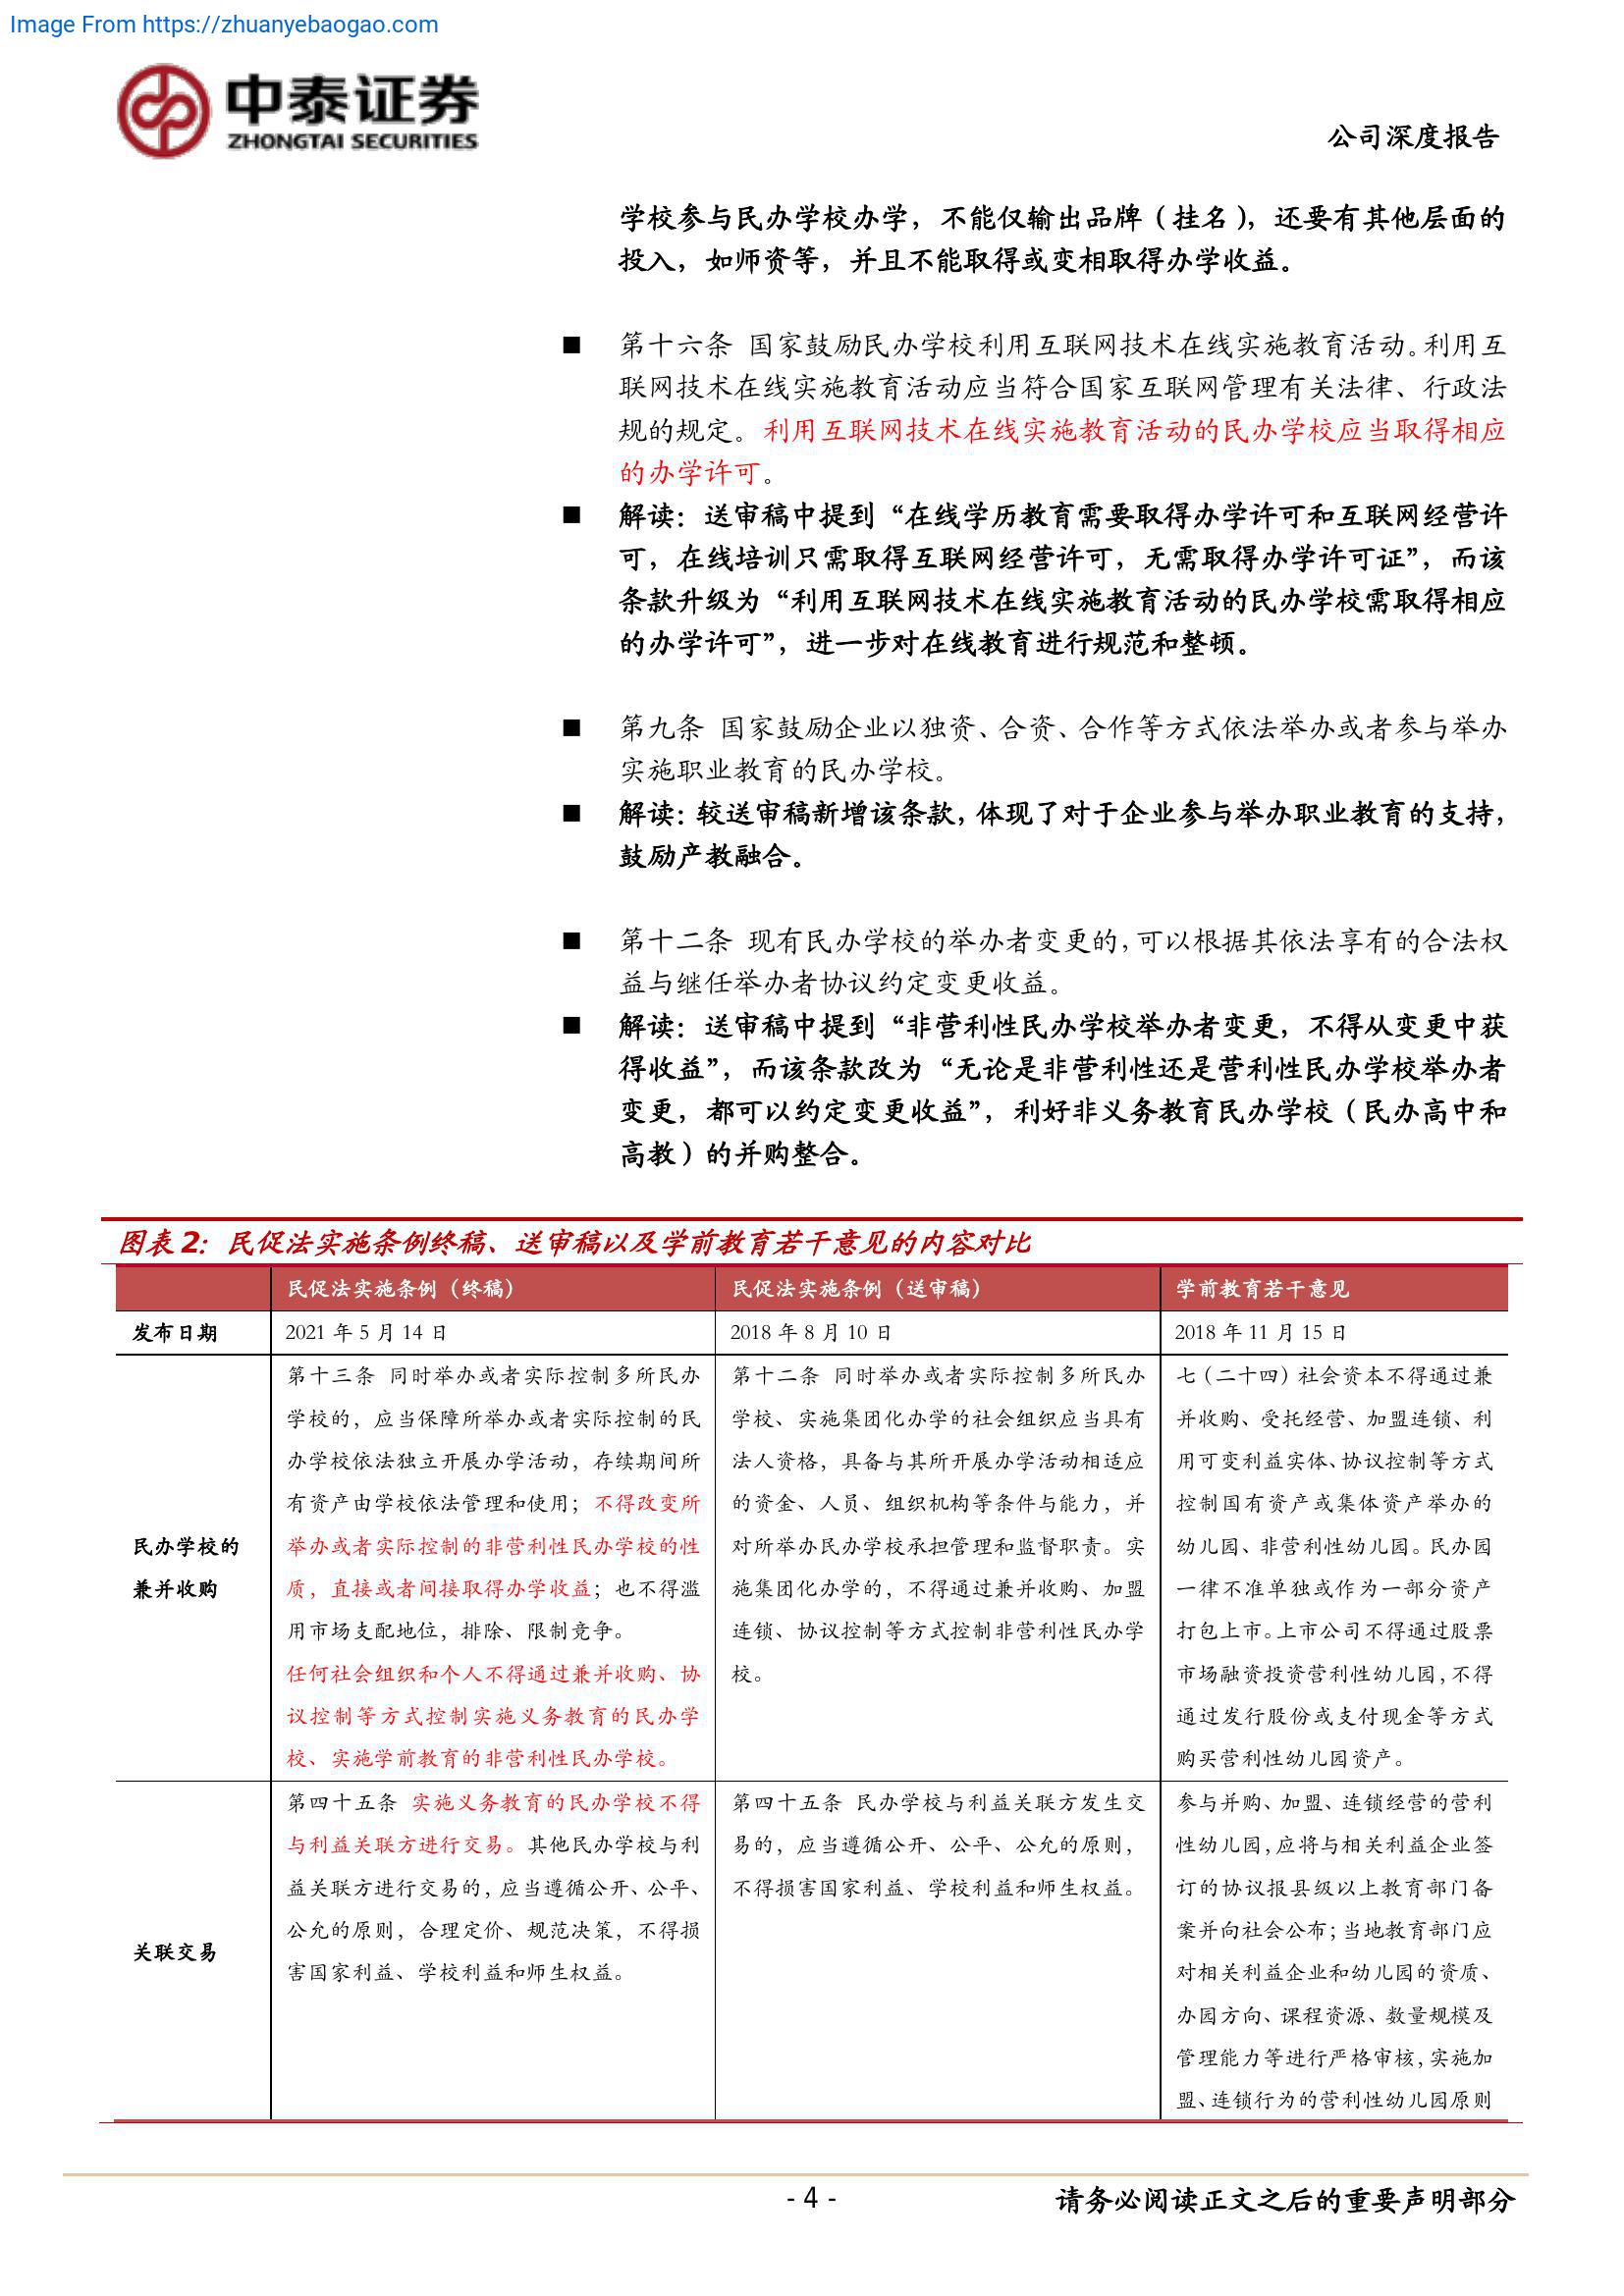 Image From https://zhuanyebaogao.com
中泰证券
ZHONGTAI SECURITIES
公司深度报告
学校参与民办学校办学，不能仅输出品牌（挂名），还要有其他层面的
投入，如师资等，并且不能取得或变相取得办学收益。
■ 第十六条 国家鼓励民办学校利用互联网技术在线实施教育活动。利用互
联网技术在线实施教育活动应当符合国家互联网管理有关法律、行政法
规的规定。利用互联网技术在线实施教育活动的民办学校应当取得相应
的办学许可。
■ 解读：送审稿中提到“在线学历教育需要取得办学许可和互联网经营许
可，在线培训只需取得互联网经营许可，无需取得办学许可证”，而该
条款升级为“利用互联网技术在线实施教育活动的民办学校需取得相应
的办学许可”，进一步对在线教育进行规范和整顿。
■ 第九条 国家鼓励企业以独资、合资、合作等方式依法举办或者参与举办
实施职业教育的民办学校。
■ 解读：较送审稿新增该条款，体现了对于企业参与举办职业教育的支持，
鼓励产教融合。
■ 第十二条 现有民办学校的举办者变更的，可以根据其依法享有的合法权
益与继任举办者协议约定变更收益。
■ 解读：送审稿中提到“非营利性民办学校举办者变更，不得从变更中获
得收益”，而该条款改为“无论是非营利性还是营利性民办学校举办者
变更，都可以约定变更收益”，利好非义务教育民办学校（民办高中和
高教）的并购整合。
图表 2：民促法实施条例终稿、送审稿以及学前教育若干意见的内容对比
民促法实施条例（终稿）
民促法实施条例（送审稿）
学前教育若干意见
发布日期
2021 年 5 月 14 日
2018 年 8 月 10 日
2018 年 11 月 15 日
民办学校的
兼并收购
第十三条 同时举办或者实际控制多所民办
学校的，应当保障所举办或者实际控制的民
办学校依法独立开展办学活动，存续期间所
有资产由学校依法管理和使用；不得改变所
举办或者实际控制的非营利性民办学校的性
质，直接或者间接取得办学收益；也不得滥
用市场支配地位，排除、限制竞争。
任何社会组织和个人不得通过兼并收购、协
议控制等方式控制实施义务教育的民办学
校、实施学前教育的非营利性民办学校。
第十二条 同时举办或者实际控制多所民办
学校、实施集团化办学的社会组织应当具有
法人资格，具备与其所开展办学活动相适应
的资金、人员、组织机构等条件与能力，并
对所举办民办学校承担管理和监督职责。实
施集团化办学的，不得通过兼并收购、加盟
连锁、协议控制等方式控制非营利性民办学
校。
七（二十四）社会资本不得通过兼
并收购、受托经营、加盟连锁、利
用可变利益实体、协议控制等方式
控制国有资产或集体资产举办的
幼儿园、非营利性幼儿园。民办园
一律不准单独或作为一部分资产
打包上市。上市公司不得通过股票
市场融资投资营利性幼儿园，不得
通过发行股份或支付现金等方式
购买营利性幼儿园资产。
关联交易
第四十五条 实施义务教育的民办学校不得
与利益关联方进行交易。其他民办学校与利
益关联方进行交易的，应当遵循公开、公平、
公允的原则，合理定价、规范决策，不得损
害国家利益、学校利益和师生权益。
第四十五条 民办学校与利益关联方发生交
易的，应当遵循公开、公平、公允的原则，
不得损害国家利益、学校利益和师生权益。
参与并购、加盟、连锁经营的营利
性幼儿园，应将与相关利益企业签
订的协议报县级以上教育部门备
案并向社会公布；当地教育部门应
对相关利益企业和幼儿园的资质、
办园方向、课程资源、数量规模及
管理能力等进行严格审核，实施加
盟、连锁行为的营利性幼儿园原则
- 4 -
请务必阅读正文之后的重要声明部分